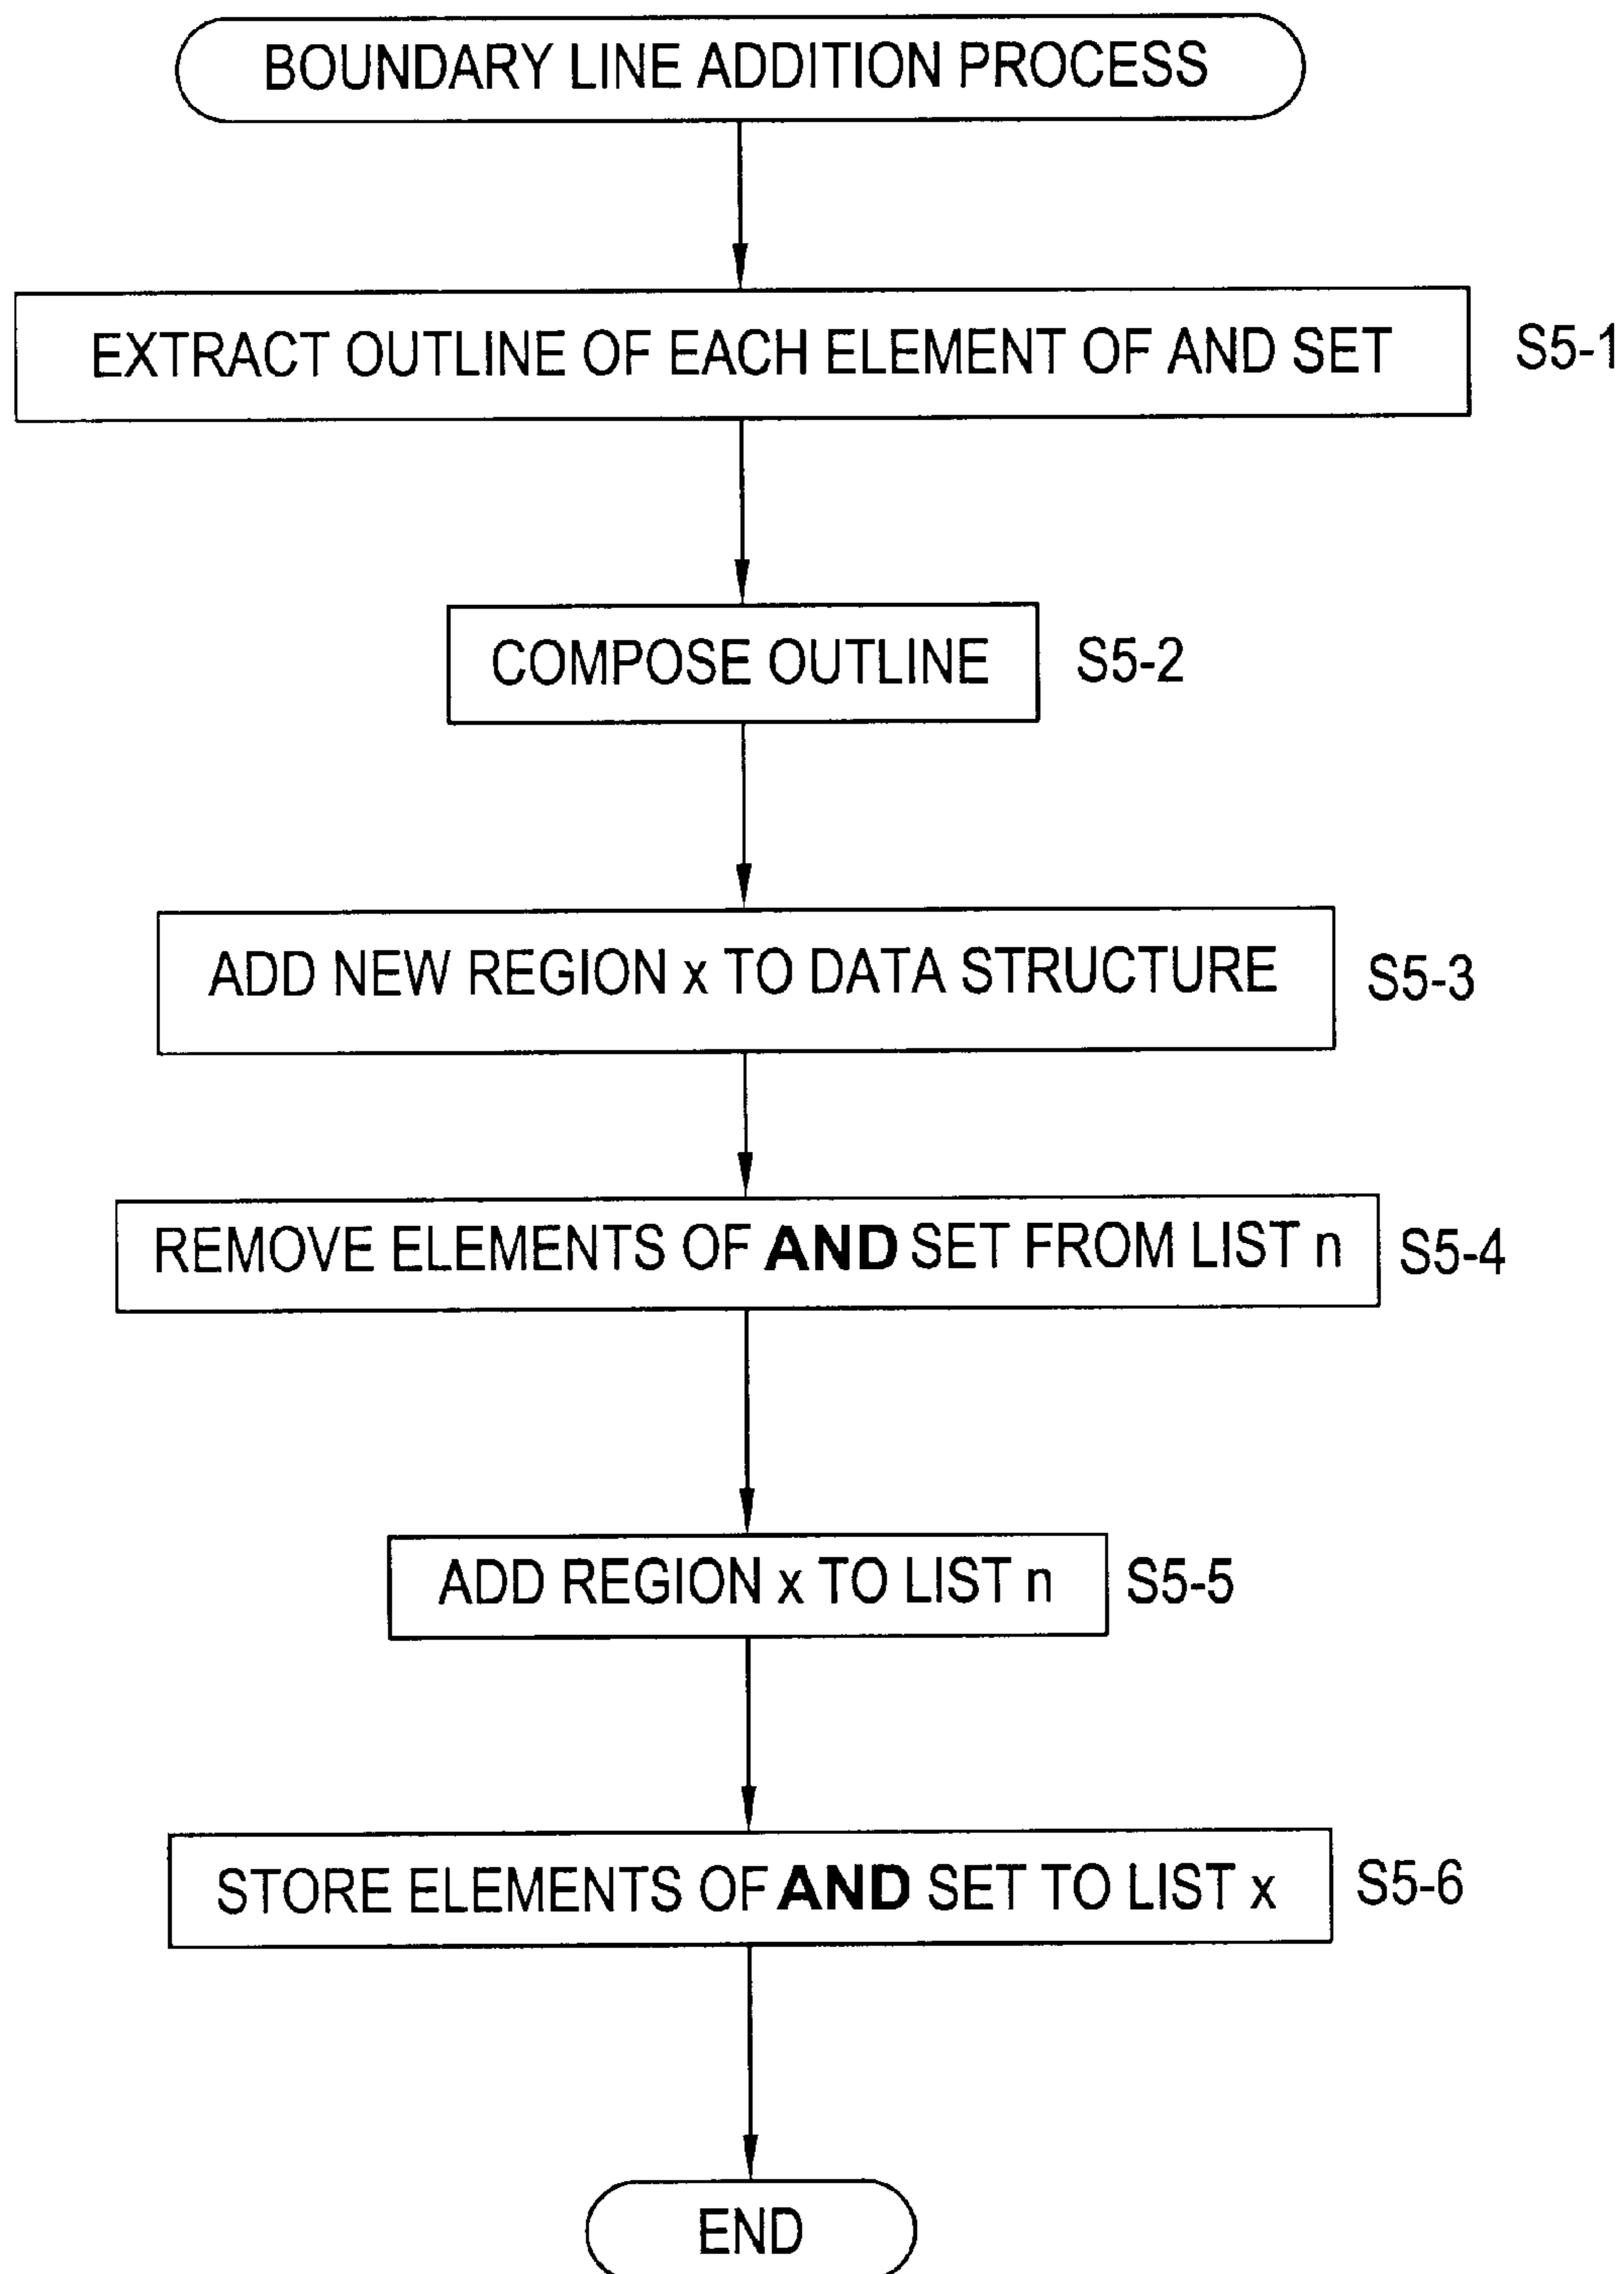 BOUNDARY LINE ADDITION PROCESS
EXTRACT OUTLINE OF EACH ELEMENT OF AND SET S5-1
COMPOSE OUTLINE S5-2
ADD NEW REGION x TO DATA STRUCTURE S5-3
REMOVE ELEMENTS OF AND SET FROM LIST n S5-4
ADD REGION x TO LIST n S5-5
STORE ELEMENTS OF AND SET TO LIST x S5-6
END